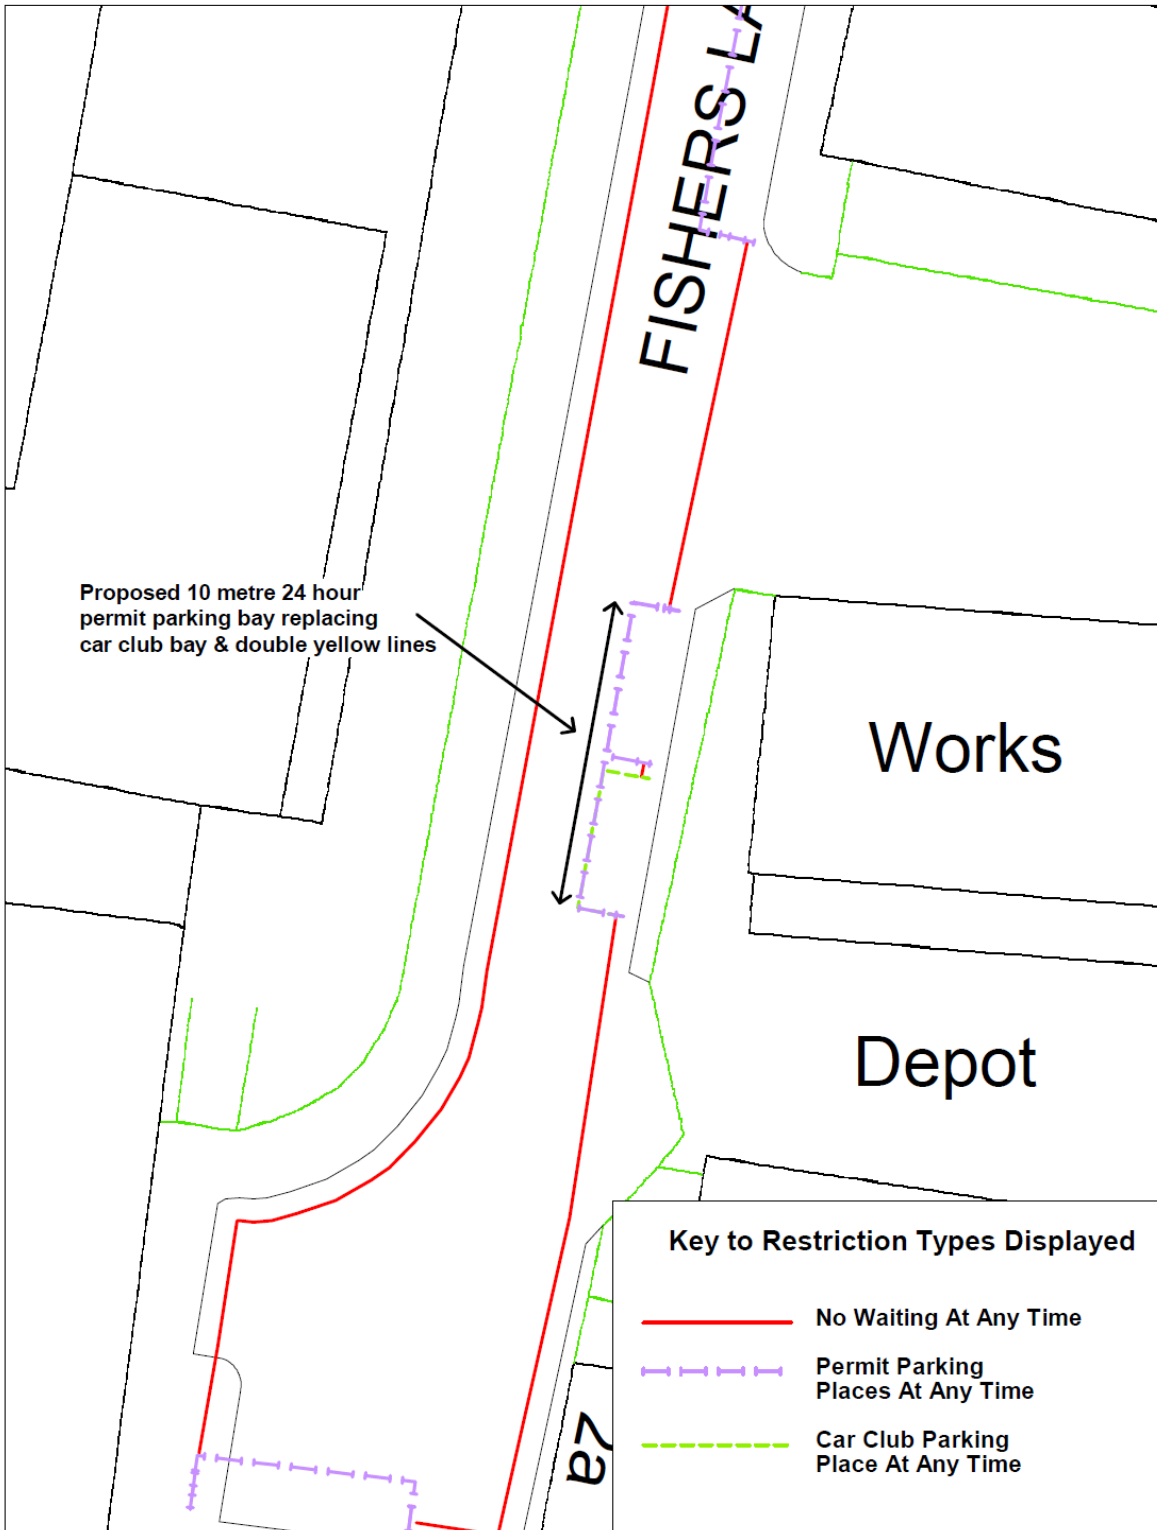 FISHERS LA
Proposed 10 metre 24 hour
permit parking bay replacing
car club bay & double yellow lines
Works
Depot
2a
Key to Restriction Types Displayed
No Waiting At Any Time
Permit Parking
Places At Any Time
Car Club Parking
Place At Any Time